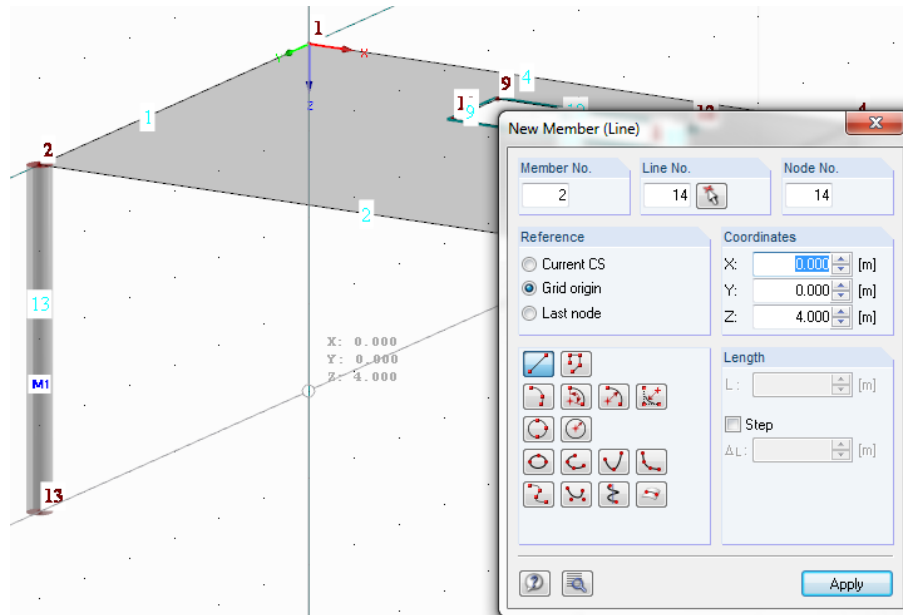 1
Y
X
Z
9
4
1
9
1
2
2
13
M1
13
X: 0.000
Y: 0.000
Z: 4.000
New Member (Line)
Member No.
2
Line No.
14
Node No.
14
Reference
Current CS
Grid origin
Last node
Coordinates
X: 0.000 [m]
Y: 0.000 [m]
Z: 4.000 [m]
Length
L: [m]
Step
ΔL: [m]
Apply